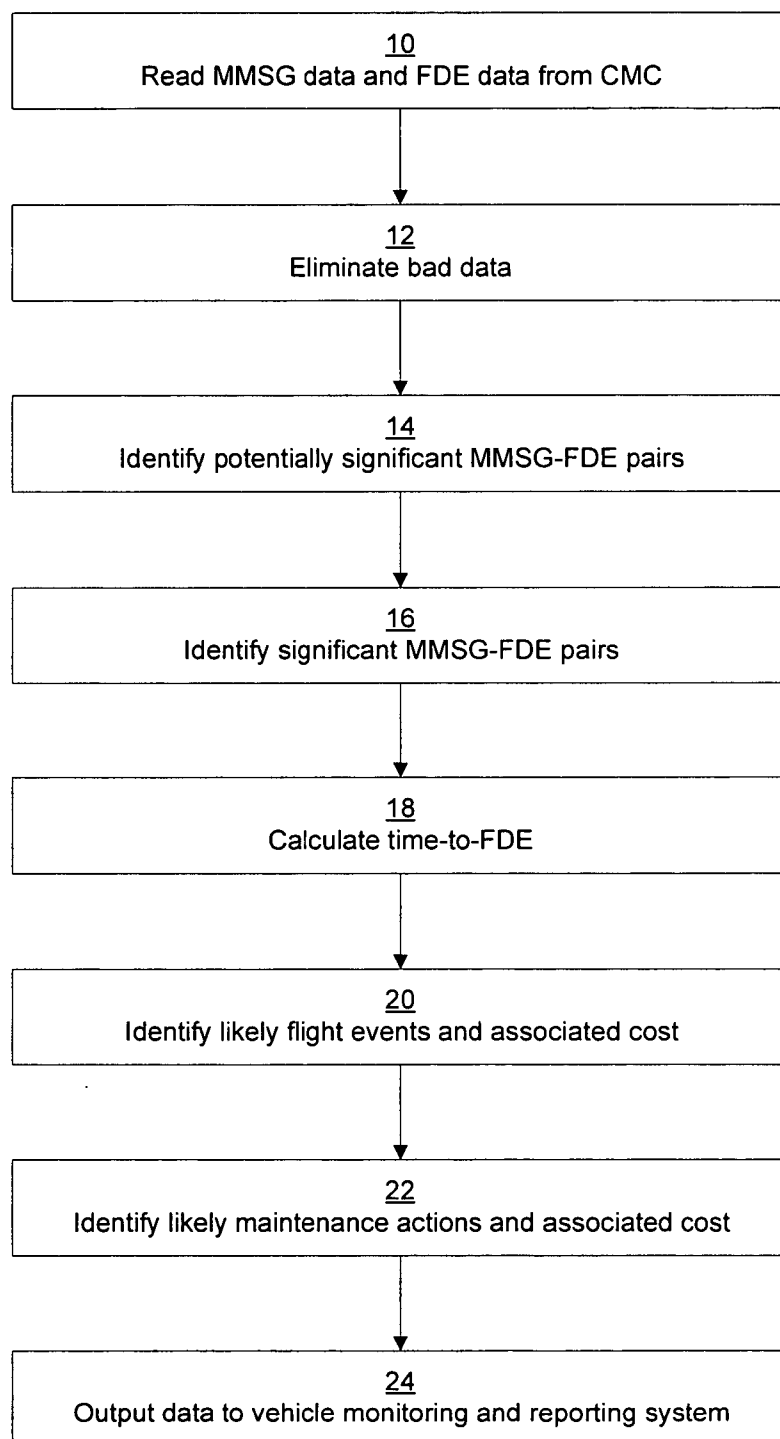 10
Read MMSG data and FDE data from CMC
12
Eliminate bad data
14
Identify potentially significant MMSG-FDE pairs
16
Identify significant MMSG-FDE pairs
18
Calculate time-to-FDE
20
Identify likely flight events and associated cost
22
Identify likely maintenance actions and associated cost
24
Output data to vehicle monitoring and reporting system